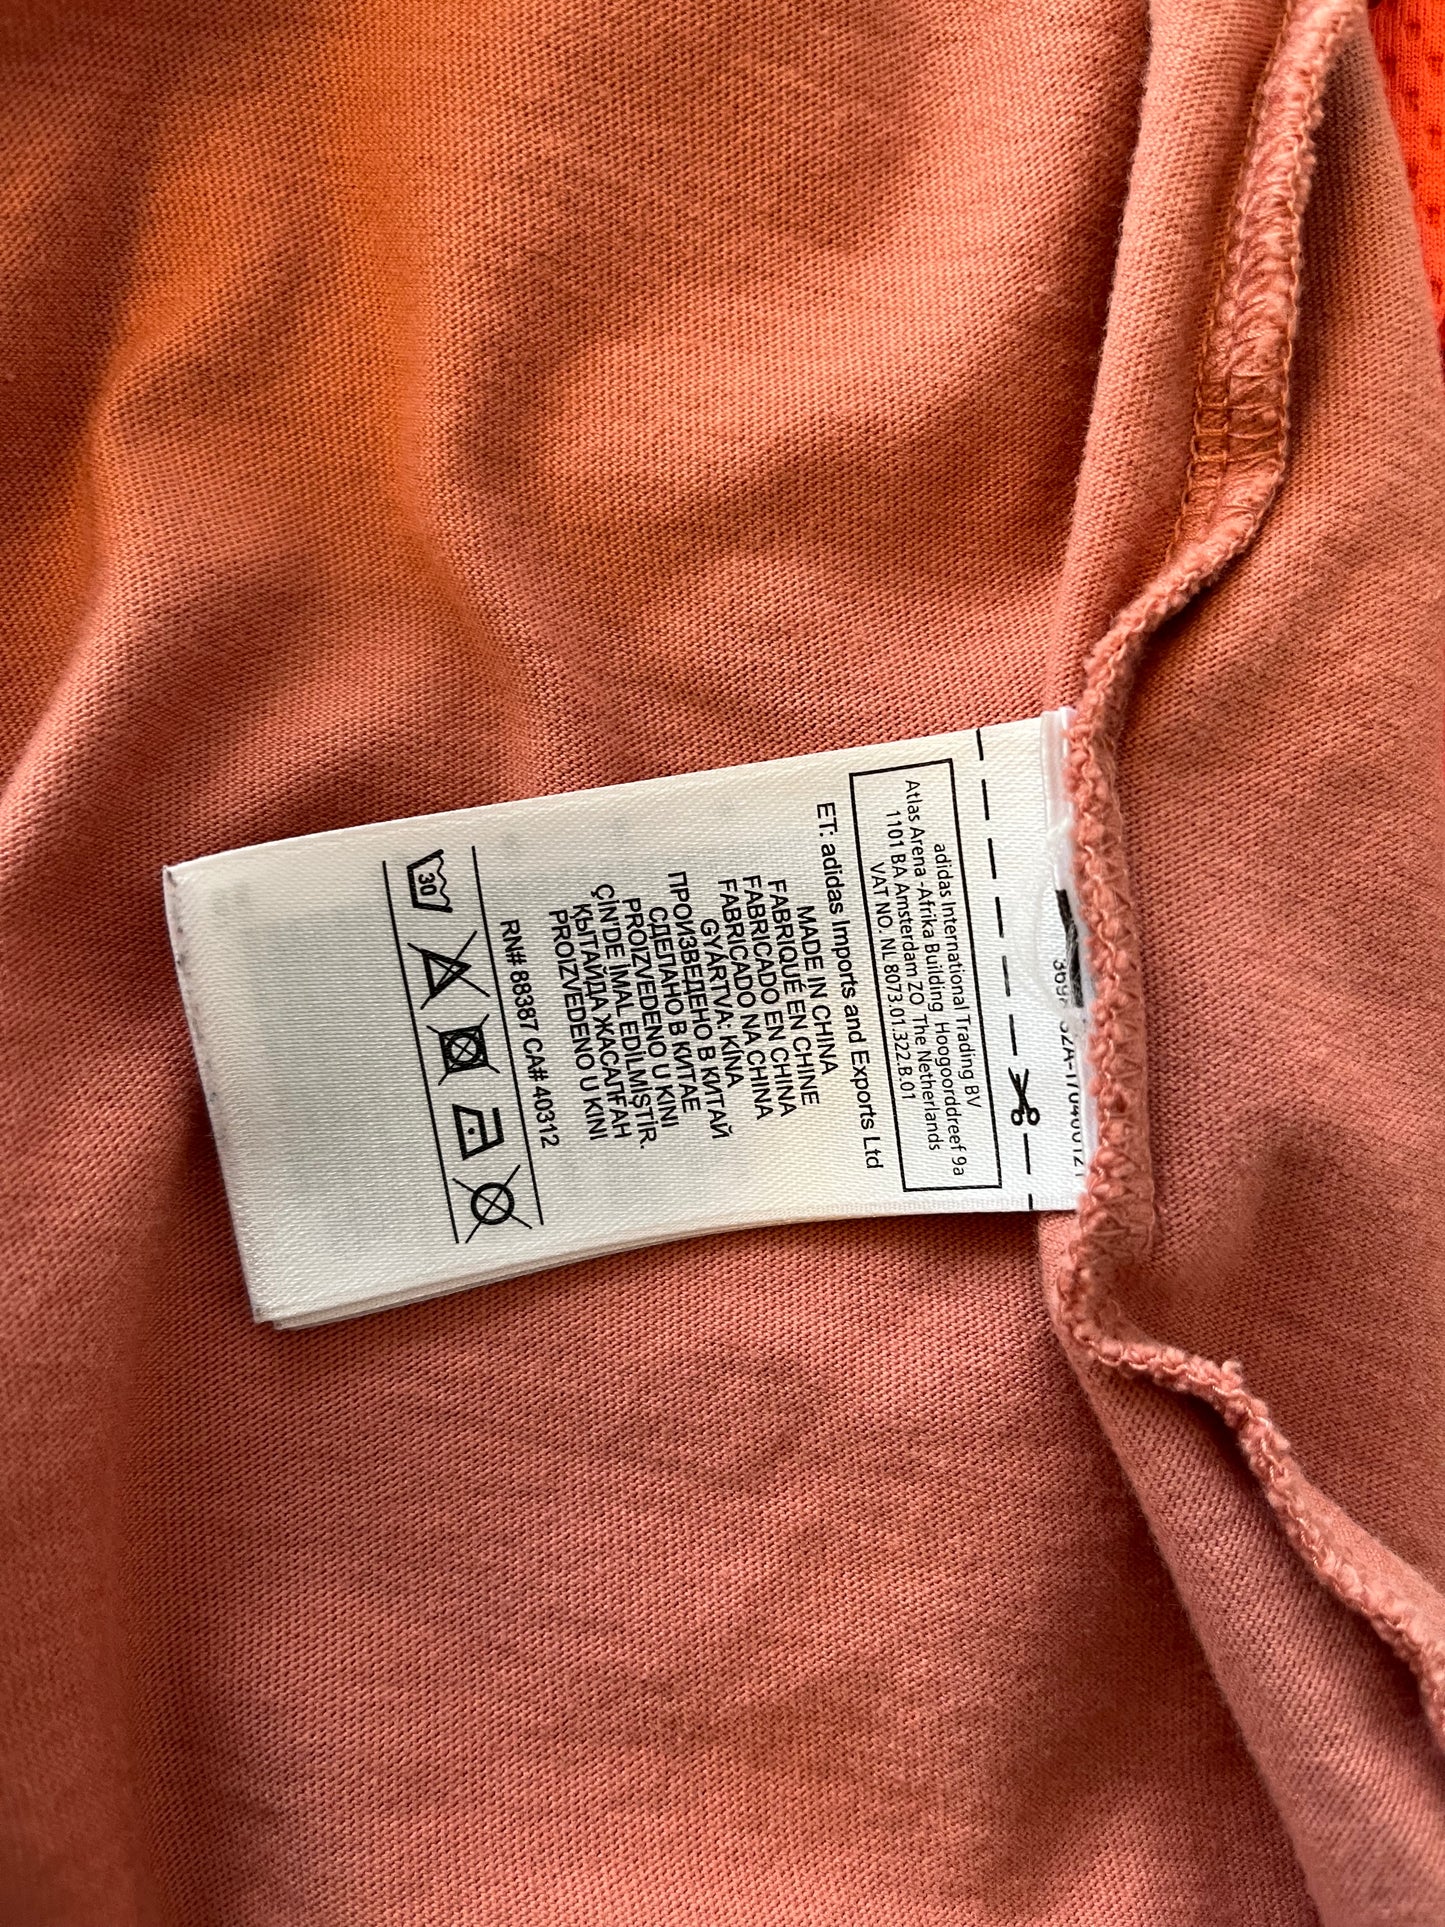 adidas International Trading BV
Atlas Arena -Afrika Building Hoogoorddreef 9a
1101 BA Amsterdam ZO The Netherlands
VAT NO. NL 8073.01.322.B.01
ET: adidas Imports and Exports Ltd
MADE IN CHINA
FABRIQUÉ EN CHINE
FABRICADO EN CHINA
FABRICADO NA CHINA
GYÁRTVA: KÍNA
ПРОИЗВЕДЕНО В КИТАЙ
СДЕЛАНО В КИТАЕ
PROIZVEDENO U KINI
ÇİN'DE İMAL EDİLMİŞTİR.
ҚЫТАЙДА ЖАСАЛҒАН
PROIZVEDENO U KINI
RN# 88387 CA# 40312
30